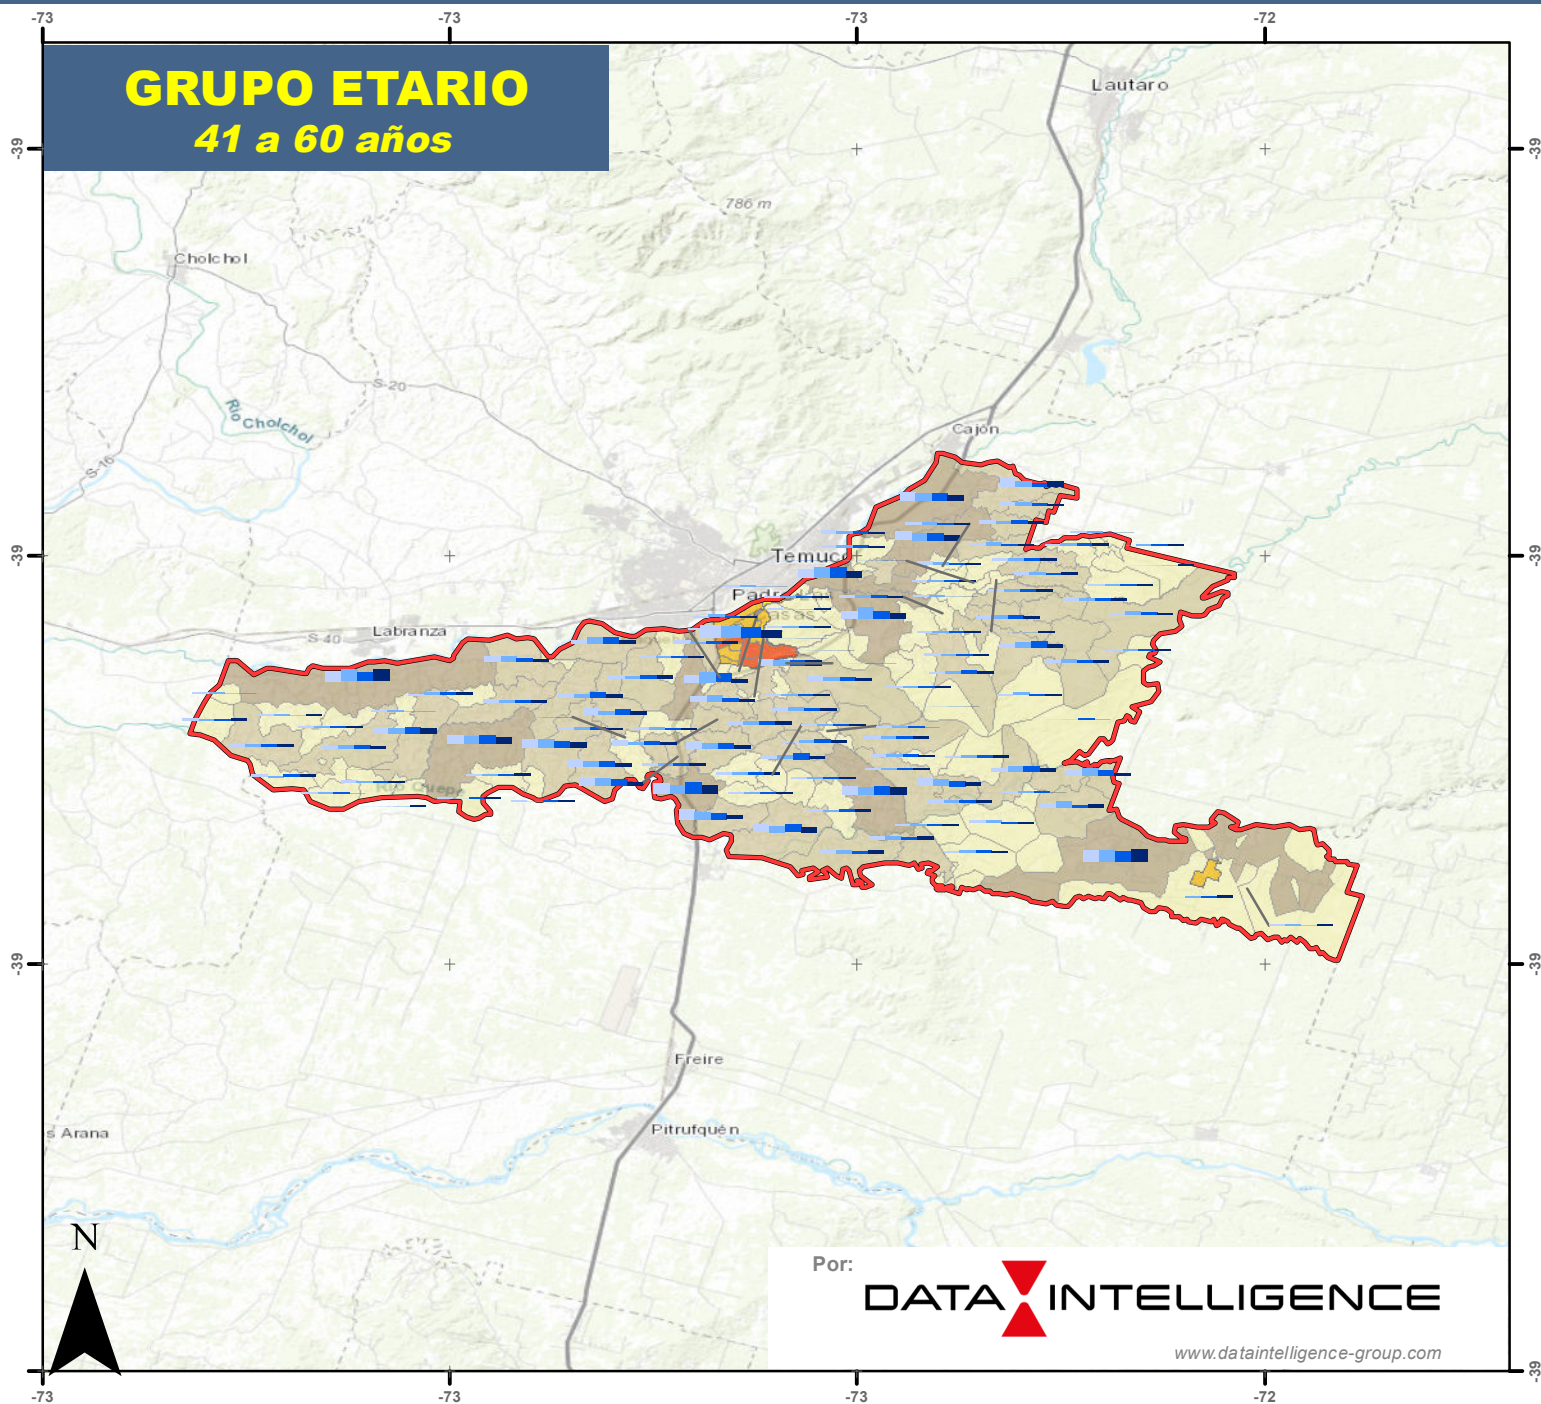 -73
-73
-73
-72
GRUPO ETARIO
41 a 60 años
Lautaro
-39
-39
786 m
Cholchol
S-20
Río Cholchol
Cajón
S-16
-39
Temuco
-39
Padre
Labranza
S 40
-39
-39
Freire
s Arana
Pitrufquén
N
Por:
DATA INTELLIGENCE
www.dataintelligence-group.com
-39
-73
-73
-73
-72